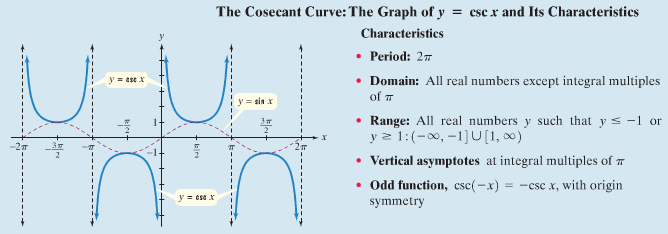 The Cosecant Curve: The Graph of y = csc x and Its Characteristics
Characteristics
• Period: 2π
• Domain: All real numbers except integral multiples
of π
• Range: All real numbers y such that y ≤ −1 or
y ≥ 1: (−∞, −1] ∪ [1, ∞)
• Vertical asymptotes at integral multiples of π
• Odd function, csc(−x) = −csc x, with origin
symmetry
y
y = csc x
y = sin x
1
−π/2
3π/2
x
−2π
−3π/2
−π
−1
π/2
π
2π
y = csc x